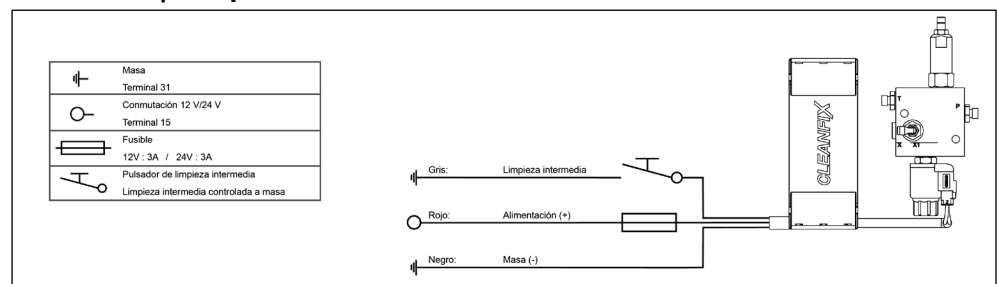 Masa
Terminal 31
Conmutación 12 V/24 V
Terminal 15
Fusible
12V : 3A / 24V : 3A
Pulsador de limpieza intermedia
Limpieza intermedia controlada a masa
Gris: Limpieza intermedia
Rojo: Alimentación (+)
Negro: Masa (-)
CLEANFIX
T
P
X X1